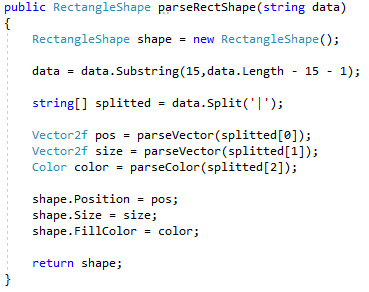 public RectangleShape parseRectShape(string data)
{
RectangleShape shape = new RectangleShape();
data = data.Substring(15,data.Length - 15 - 1);
string[] splitted = data.Split('|');
Vector2f pos = parseVector(splitted[0]);
Vector2f size = parseVector(splitted[1]);
Color color = parseColor(splitted[2]);
shape.Position = pos;
shape.Size = size;
shape.FillColor = color;
return shape;
}